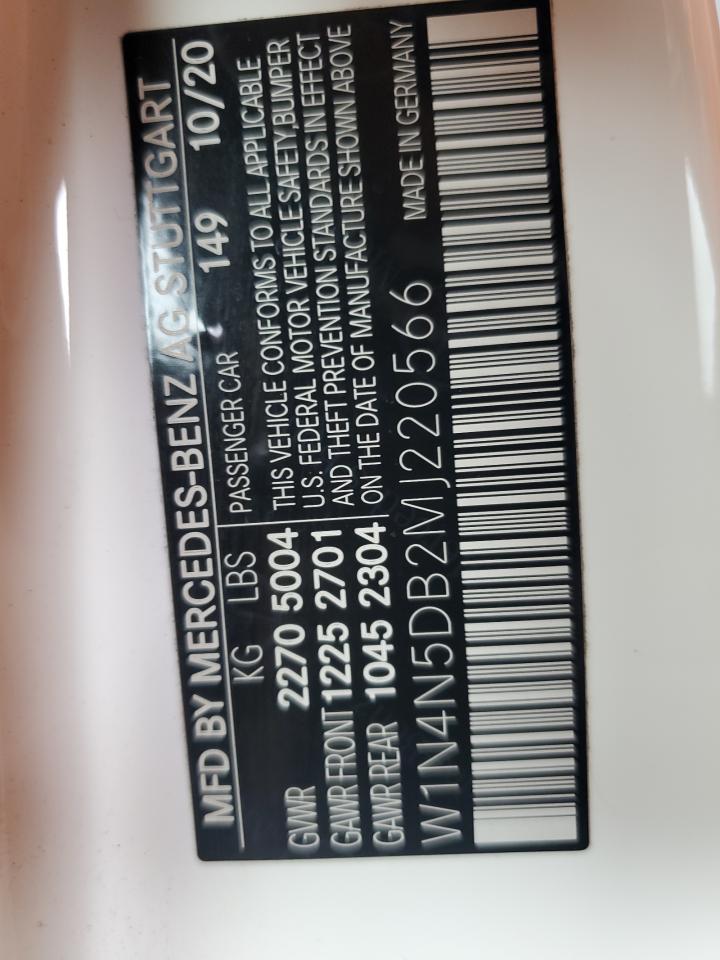 MFD BY MERCEDES-BENZ AG STUTTGART
149 10/20
KG LBS PASSENGER CAR
GVWR 2270 5004
GAWR FRONT 1225 2701
GAWR REAR 1045 2304
THIS VEHICLE CONFORMS TO ALL APPLICABLE
U.S. FEDERAL MOTOR VEHICLE SAFETY,BUMPER
AND THEFT PREVENTION STANDARDS IN EFFECT
ON THE DATE OF MANUFACTURE SHOWN ABOVE
W1N4N5DB2MJ220566
MADE IN GERMANY